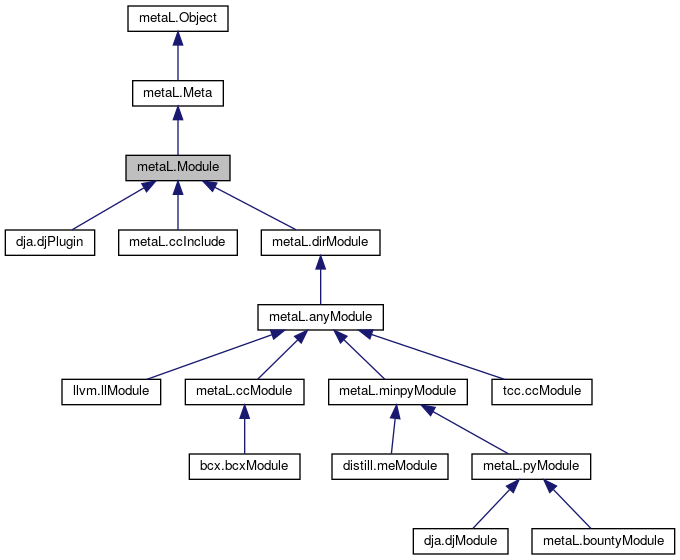 metaL.Object
metaL.Meta
metaL.Module
dja.djPlugin
metaL.ccInclude
metaL.dirModule
metaL.anyModule
llvm.llModule
metaL.ccModule
metaL.minpyModule
tcc.ccModule
bcx.bcxModule
distill.meModule
metaL.pyModule
dja.djModule
metaL.bountyModule